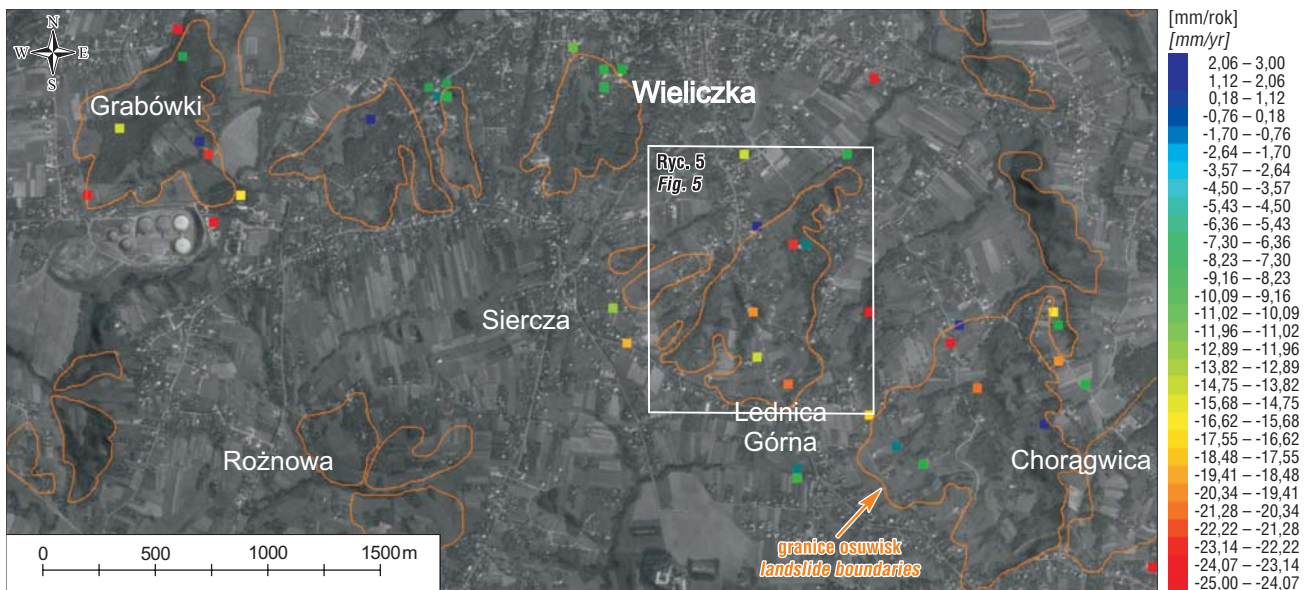 N
W E
S
Grabówki
Wieliczka
Ryc. 5
Fig. 5
Siercza
Lednica
Górna
Rożnowa
Chorągwica
granice osuwisk
landslide boundaries
0 500 1000 1500 m
[mm/rok]
[mm/yr]
2,06 – 3,00
1,12 – 2,06
0,18 – 1,12
-0,76 – 0,18
-1,70 – -0,76
-2,64 – -1,70
-3,57 – -2,64
-4,50 – -3,57
-5,43 – -4,50
-6,36 – -5,43
-7,30 – -6,36
-8,23 – -7,30
-9,16 – -8,23
-10,09 – -9,16
-11,02 – -10,09
-11,96 – -11,02
-12,89 – -11,96
-13,82 – -12,89
-14,75 – -13,82
-15,68 – -14,75
-16,62 – -15,68
-17,55 – -16,62
-18,48 – -17,55
-19,41 – -18,48
-20,34 – -19,41
-21,28 – -20,34
-22,22 – -21,28
-23,14 – -22,22
-24,07 – -23,14
-25,00 – -24,07